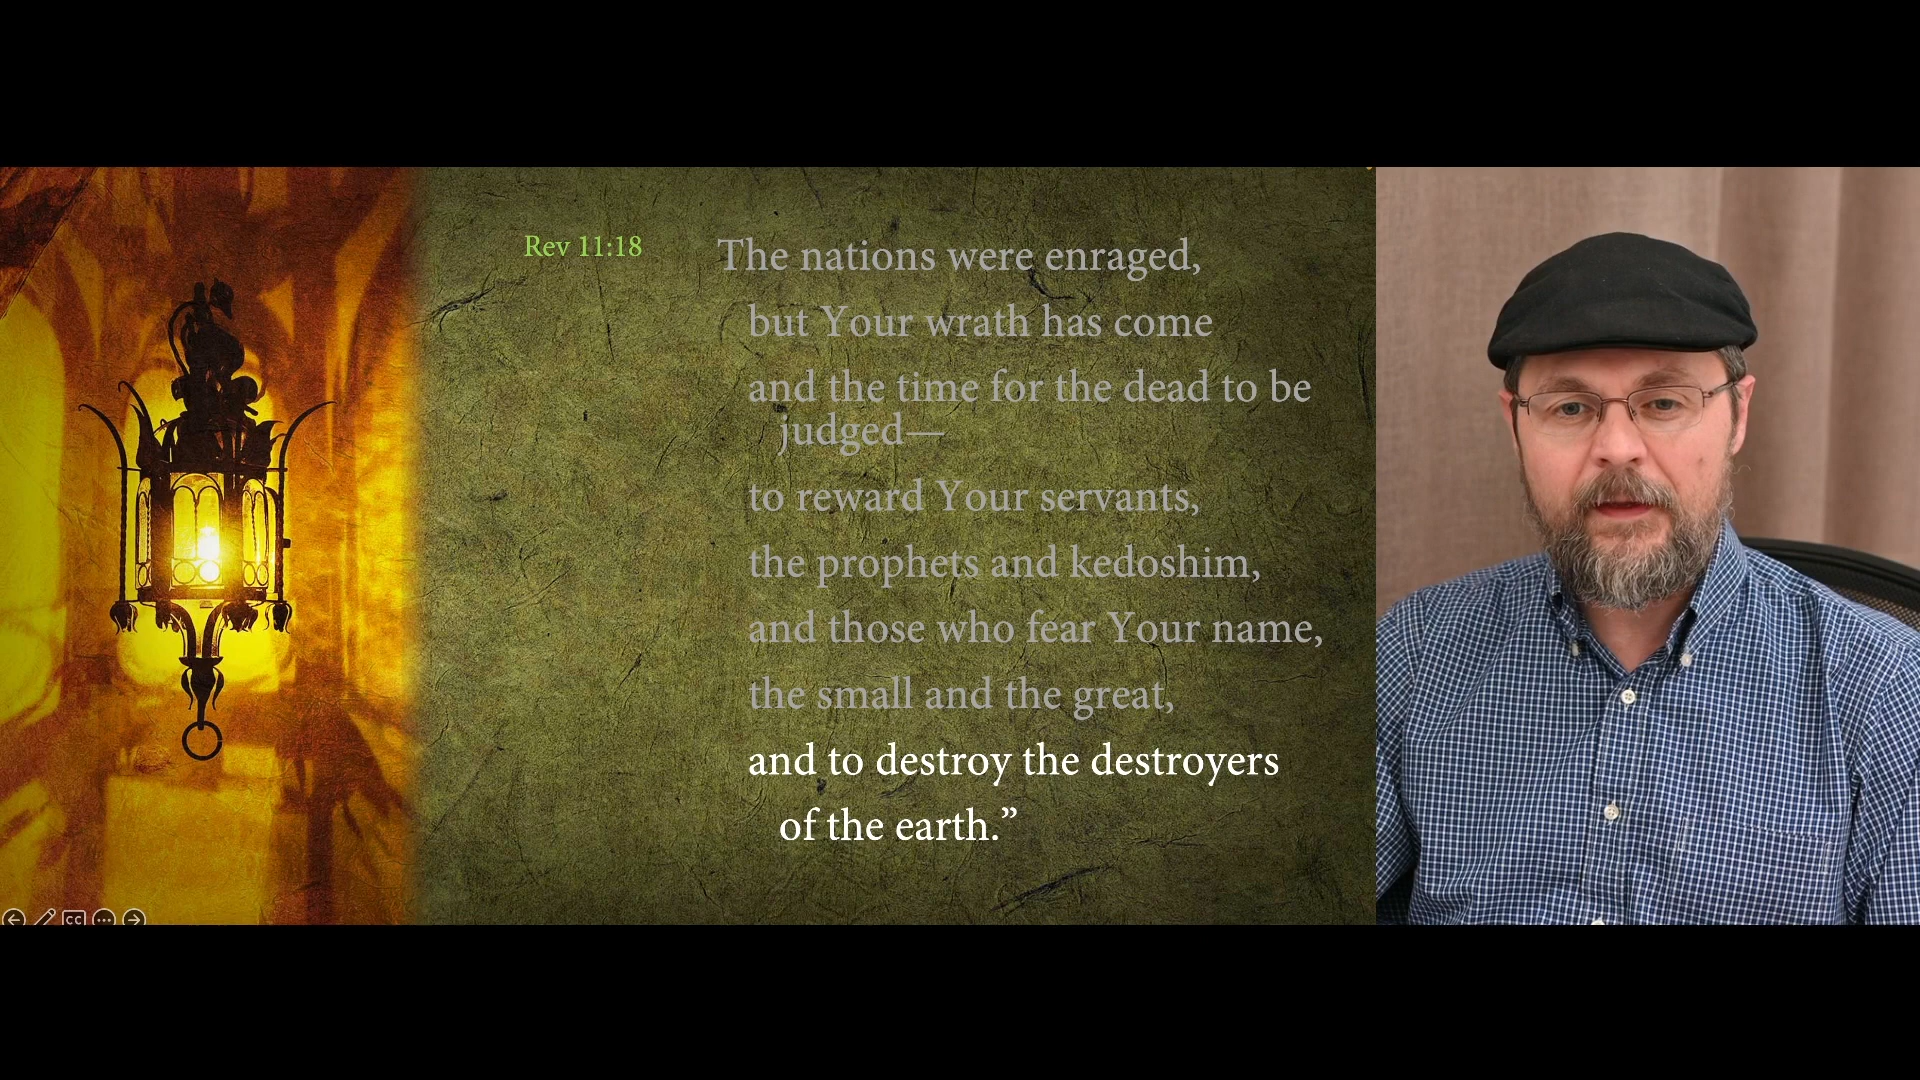 Rev 11:18
The nations were enraged,
but Your wrath has come
and the time for the dead to be
judged—
to reward Your servants,
the prophets and kedoshim,
and those who fear Your name,
the small and the great,
and to destroy the destroyers
of the earth.”
CC